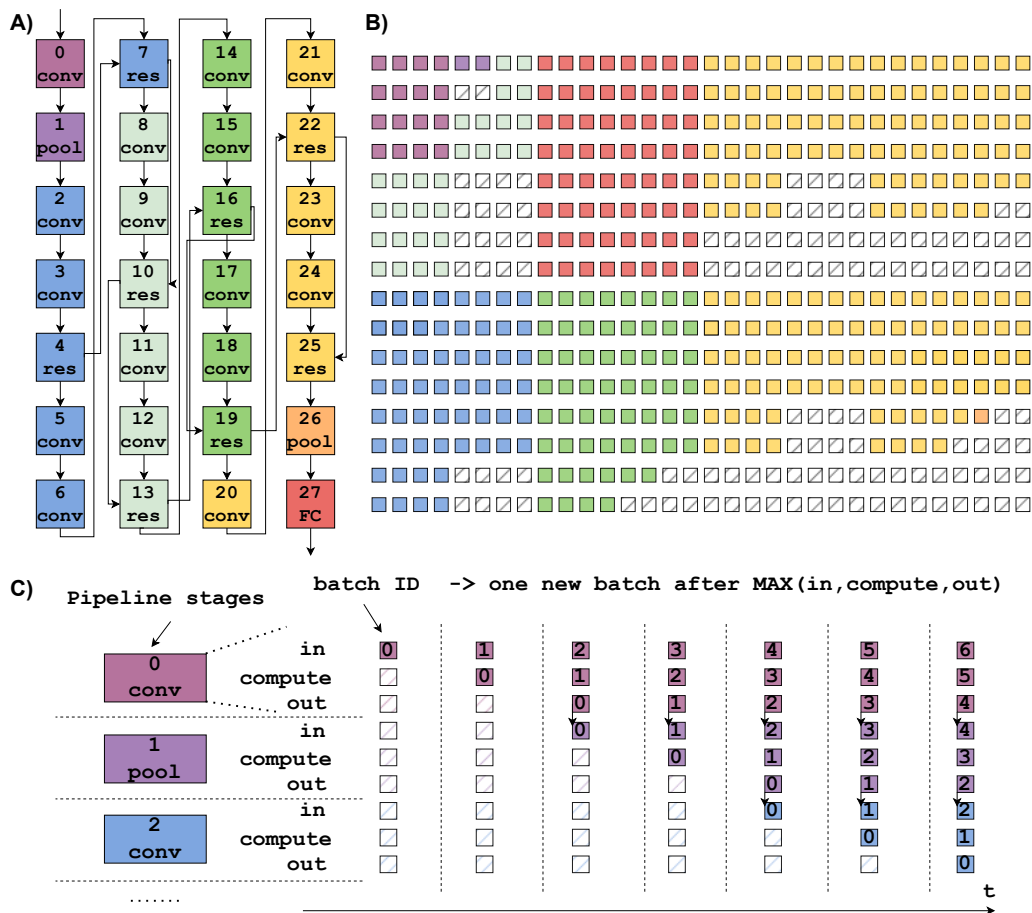 A)
0
conv
1
pool
2
conv
3
conv
4
res
5
conv
6
conv
7
res
8
conv
9
conv
10
res
11
conv
12
conv
13
res
14
conv
15
conv
16
res
17
conv
18
conv
19
res
20
conv
21
conv
22
res
23
conv
24
conv
25
res
26
pool
27
FC
B)
C)
batch ID -> one new batch after MAX(in,compute,out)
Pipeline stages
0
conv
in 0 1 2 3 4 5 6
compute 0 1 2 3 4 5
out 0 1 2 3 4
1
pool
in 0 1 2 3 4
compute 0 1 2 3
out 0 1 2
2
conv
in 0 1 2
compute 0 1
out 0
.......
t